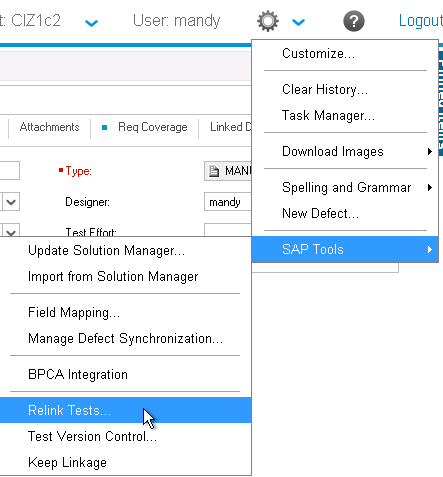 t: CIZ1c2 User: mandy Logout
Customize...
Clear History...
Task Manager...
Attachments Req Coverage Linked D
Download Images
Type: MANU
Spelling and Grammar
Designer: mandy
New Defect...
Test Effort:
SAP Tools
Update Solution Manager...
Import from Solution Manager
Field Mapping...
Manage Defect Synchronization...
BPCA Integration
Relink Tests...
Test Version Control...
Keep Linkage